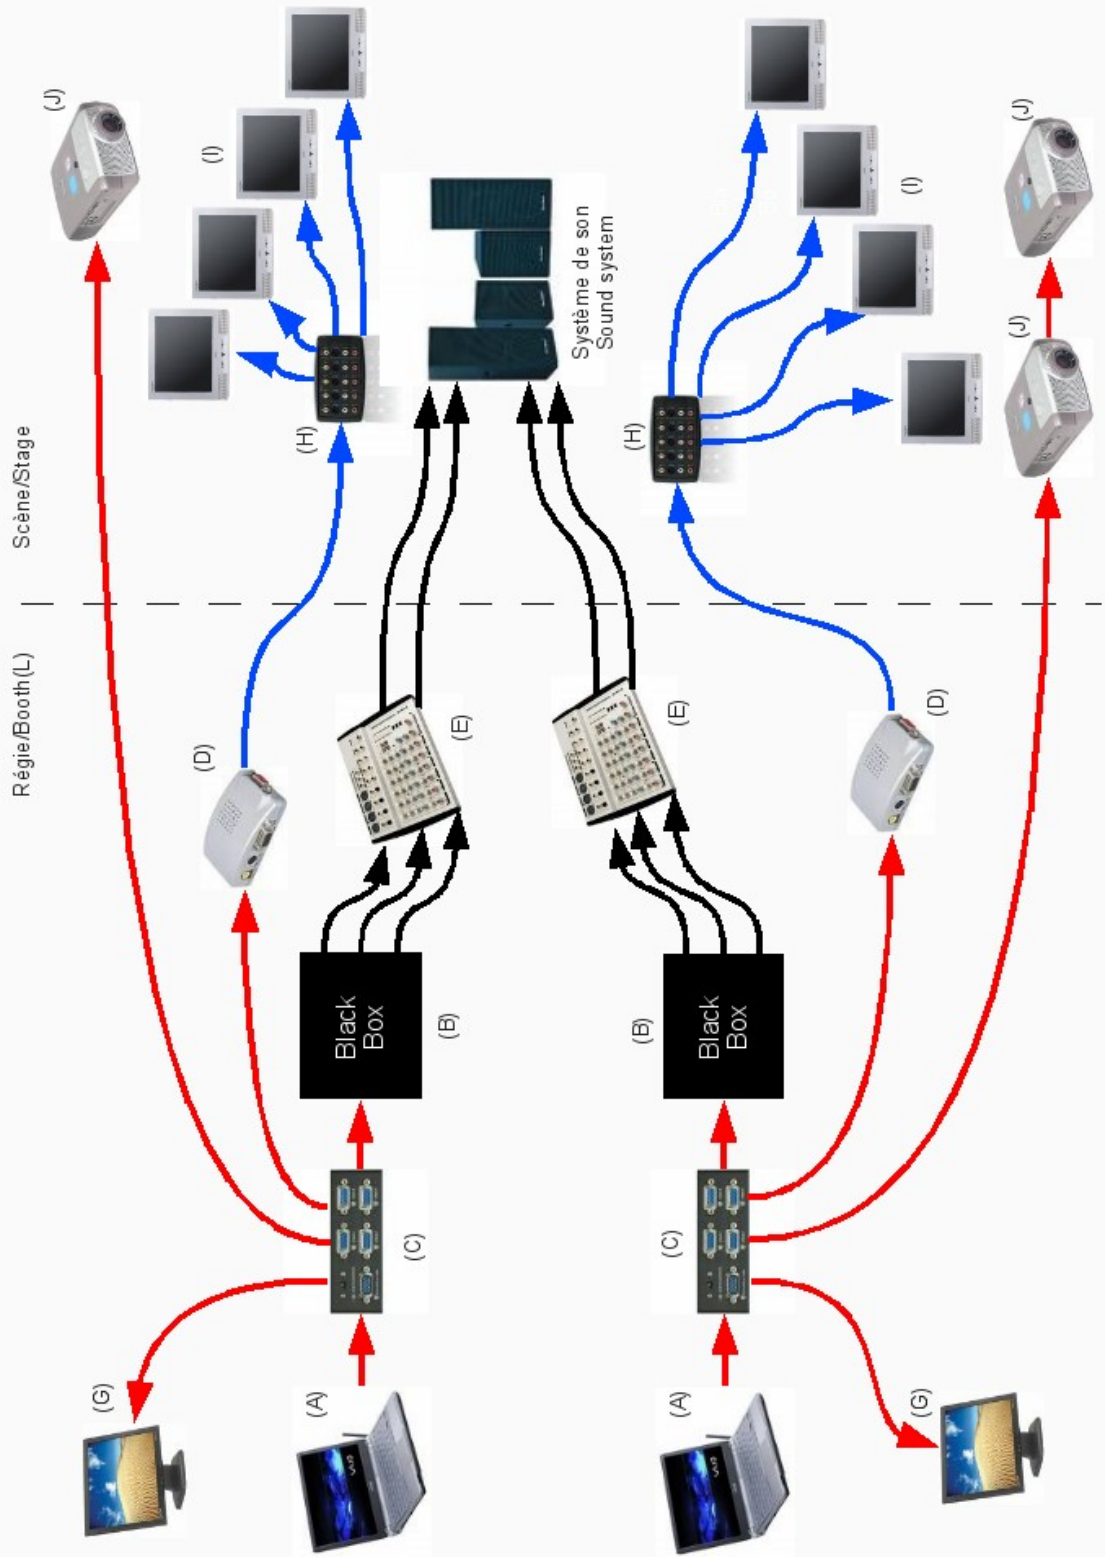 Régie/Booth(L)
Scène/Stage
(G)
(J)
(D)
(I)
(A)
(C)
(B)
Black
Box
(E)
(H)
Système de son
Sound system
(E)
(H)
(A)
(C)
(B)
Black
Box
(D)
(I)
(G)
(J)
(J)